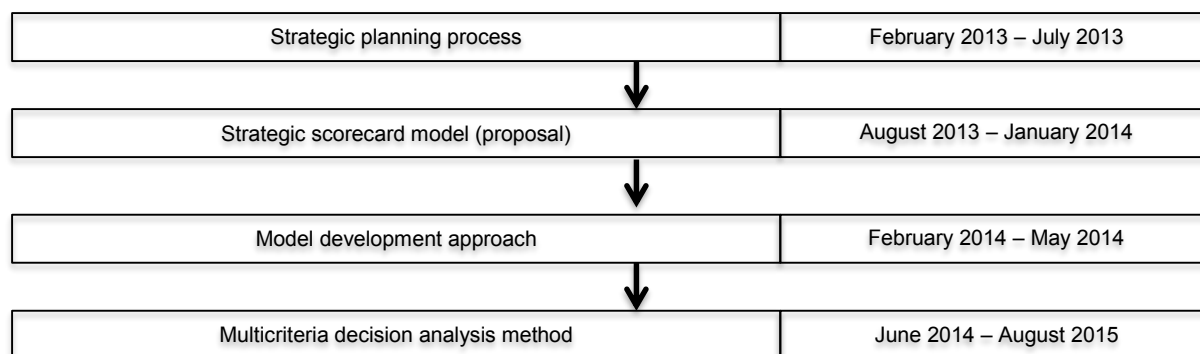 Strategic planning process February 2013 – July 2013
Strategic scorecard model (proposal) August 2013 – January 2014
Model development approach February 2014 – May 2014
Multicriteria decision analysis method June 2014 – August 2015